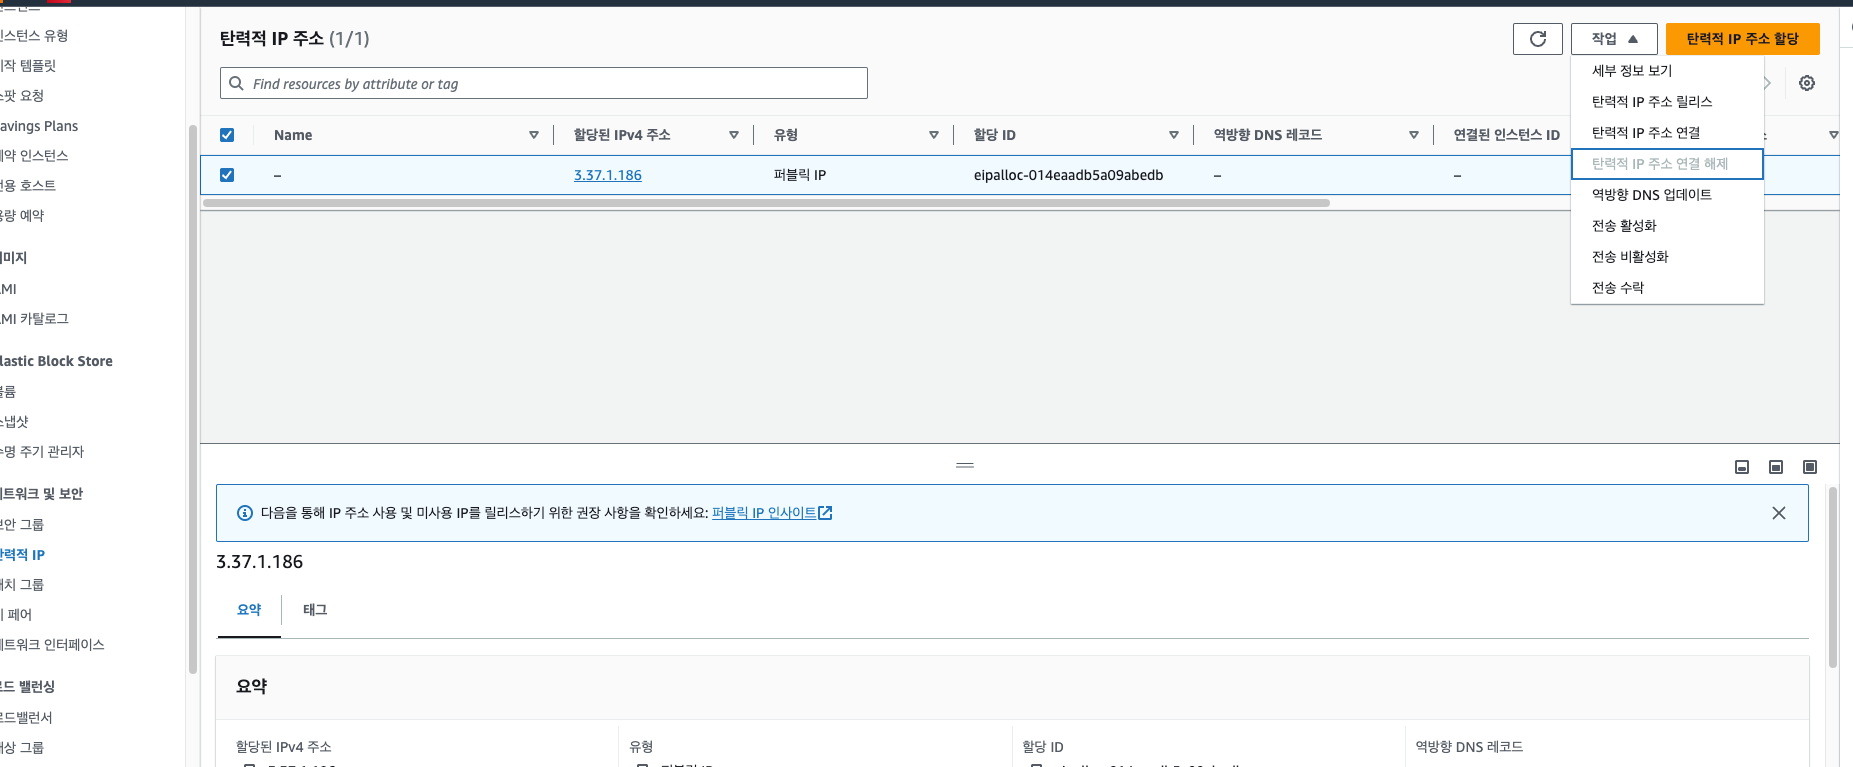 탄력적 IP 주소 (1/1)
작업
탄력적 IP 주소 할당
Find resources by attribute or tag
세부 정보 보기
탄력적 IP 주소 릴리스
탄력적 IP 주소 연결
탄력적 IP 주소 연결 해제
역방향 DNS 업데이트
전송 활성화
전송 비활성화
전송 수락
Name
할당된 IPv4 주소
유형
할당 ID
역방향 DNS 레코드
연결된 인스턴스 ID
–
3.37.1.186
퍼블릭 IP
eipalloc-014eaadb5a09abedb
–
–
인스턴스 유형
시작 템플릿
스팟 요청
avings Plans
예약 인스턴스
전용 호스트
용량 예약
이미지
MI
MI 카탈로그
lastic Block Store
볼륨
스냅샷
수명 주기 관리자
네트워크 및 보안
보안 그룹
탄력적 IP
배치 그룹
키 페어
네트워크 인터페이스
로드 밸런싱
로드밸런서
대상 그룹
다음을 통해 IP 주소 사용 및 미사용 IP를 릴리스하기 위한 권장 사항을 확인하세요: 퍼블릭 IP 인사이트
3.37.1.186
요약
태그
요약
할당된 IPv4 주소
유형
할당 ID
역방향 DNS 레코드